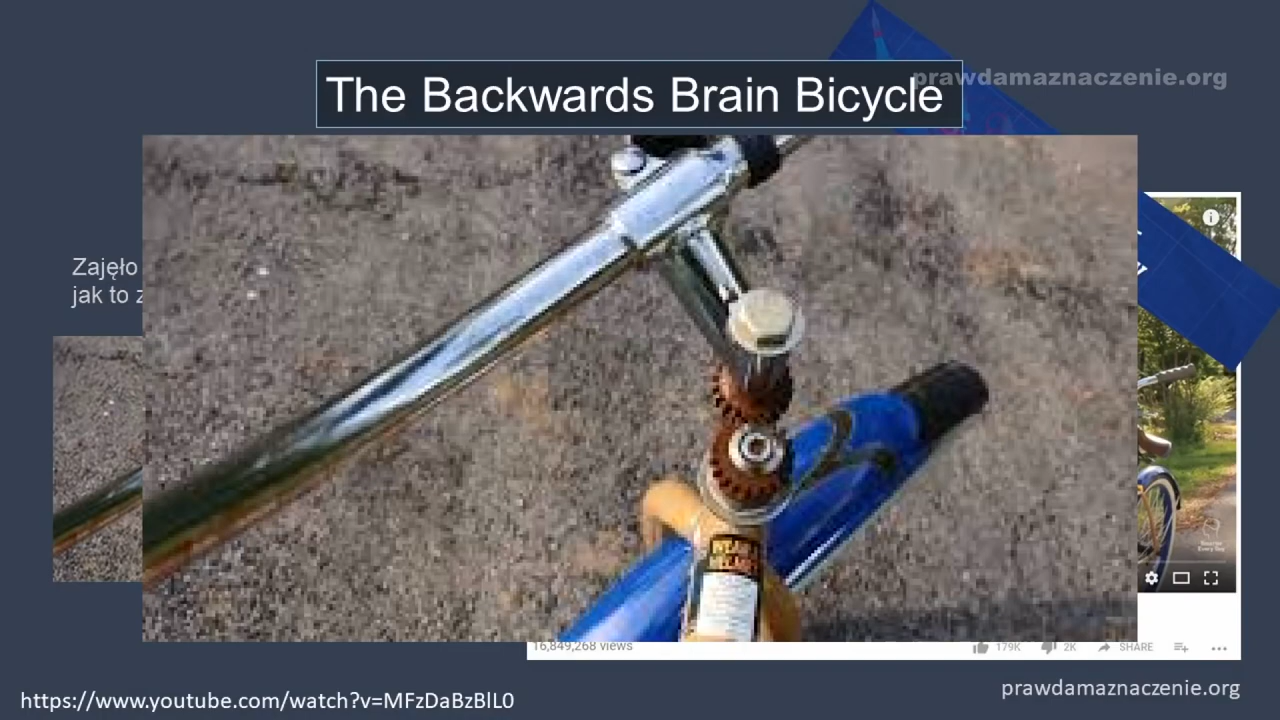 prawdamaznaczenie.org
The Backwards Brain Bicycle
Zajęło
jak to z
16,849,268 views
179K
2K
SHARE
https://www.youtube.com/watch?v=MFzDaBzBlL0
prawdamaznaczenie.org